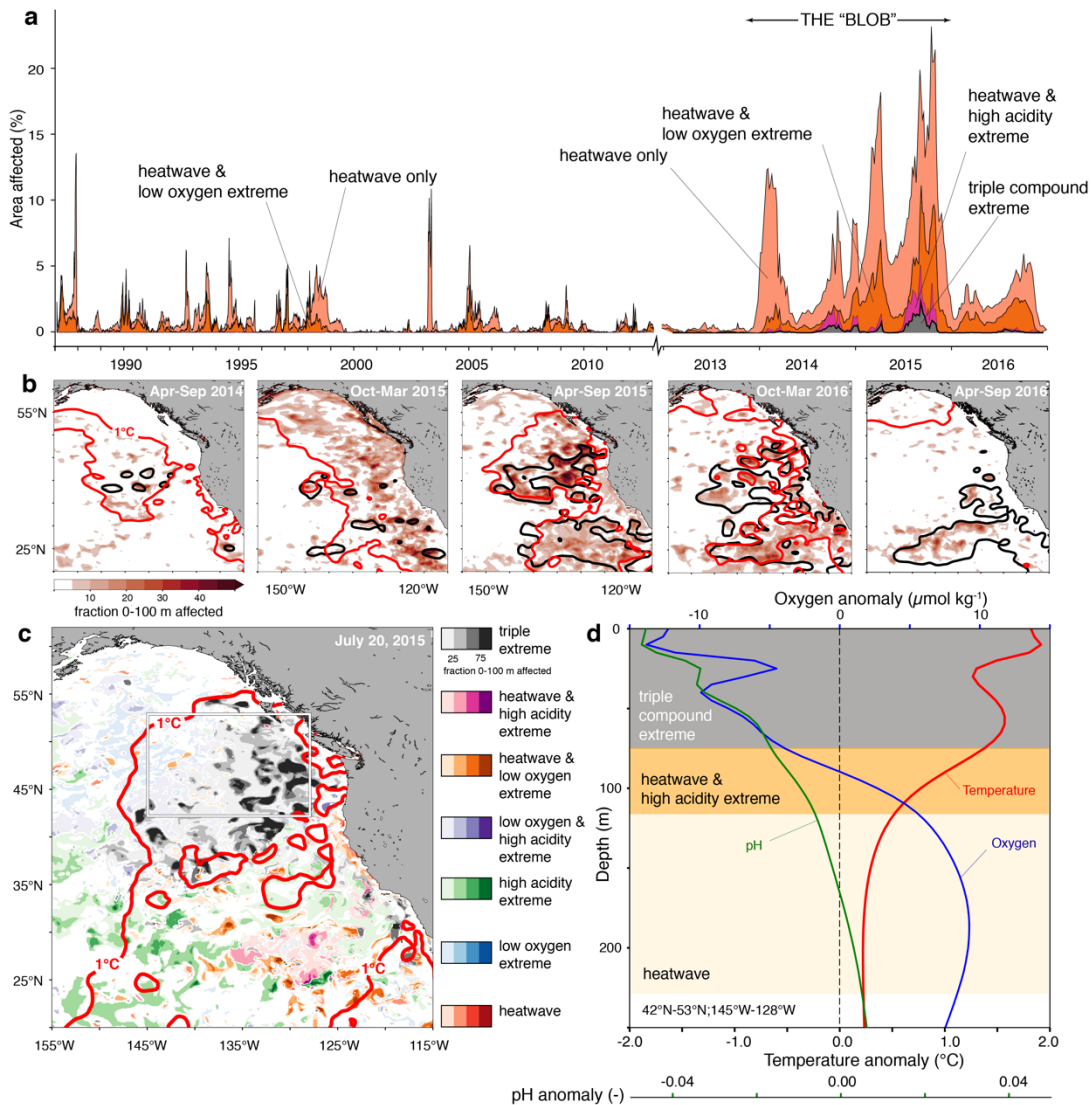 a
THE “BLOB”
Area affected (%)
20
15
10
5
0
heatwave &
low oxygen extreme
heatwave only
heatwave &
low oxygen extreme
heatwave only
heatwave &
high acidity
extreme
triple compound
extreme
1990
1995
2000
2005
2010
2013
2014
2015
2016
b
Apr-Sep 2014
Oct-Mar 2015
Apr-Sep 2015
Oct-Mar 2016
Apr-Sep 2016
55°N
25°N
1°C
10
20
30
40
fraction 0-100 m affected
150°W
120°W
150°W
120°W
c
July 20, 2015
1°C
1°C
1°C
55°N
45°N
35°N
25°N
155°W
145°W
135°W
125°W
115°W
triple
extreme
25
75
fraction 0-100 m affected
heatwave &
high acidity
extreme
heatwave &
low oxygen
extreme
low oxygen &
high acidity
extreme
high acidity
extreme
low oxygen
extreme
heatwave
Oxygen anomaly (µmol kg⁻¹)
-10
0
10
d
0
100
200
Depth (m)
triple
compound
extreme
heatwave &
high acidity extreme
Temperature
pH
Oxygen
heatwave
42°N-53°N;145°W-128°W
-2.0
-1.0
0.0
1.0
2.0
Temperature anomaly (°C)
-0.04
0.00
0.04
pH anomaly (-)